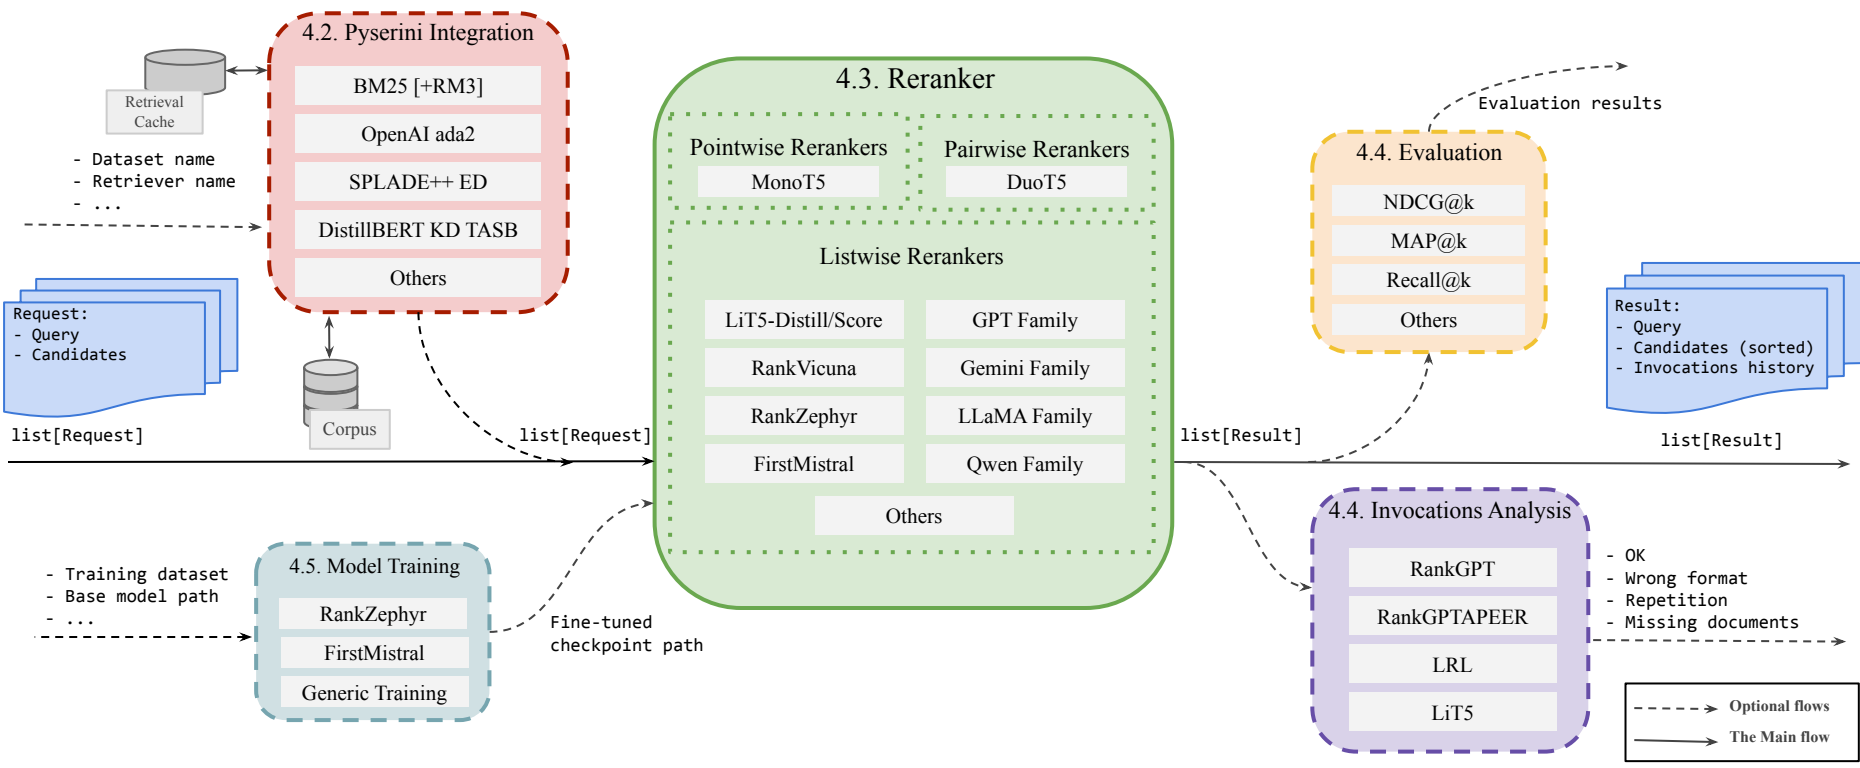 4.2. Pyserini Integration
BM25 [+RM3]
OpenAI ada2
SPLADE++ ED
DistillBERT KD TASB
Others
Retrieval
Cache
- Dataset name
- Retriever name
- ...
Request:
- Query
- Candidates
list[Request]
Corpus
list[Request]
4.5. Model Training
RankZephyr
FirstMistral
Generic Training
- Training dataset
- Base model path
- ...
Fine-tuned
checkpoint path
4.3. Reranker
Pointwise Rerankers
MonoT5
Pairwise Rerankers
DuoT5
Listwise Rerankers
LiT5-Distill/Score
GPT Family
RankVicuna
Gemini Family
RankZephyr
LLaMA Family
FirstMistral
Qwen Family
Others
list[Result]
Evaluation results
4.4. Evaluation
NDCG@k
MAP@k
Recall@k
Others
Result:
- Query
- Candidates (sorted)
- Invocations history
list[Result]
4.4. Invocations Analysis
RankGPT
RankGPTAPEER
LRL
LiT5
- OK
- Wrong format
- Repetition
- Missing documents
Optional flows
The Main flow